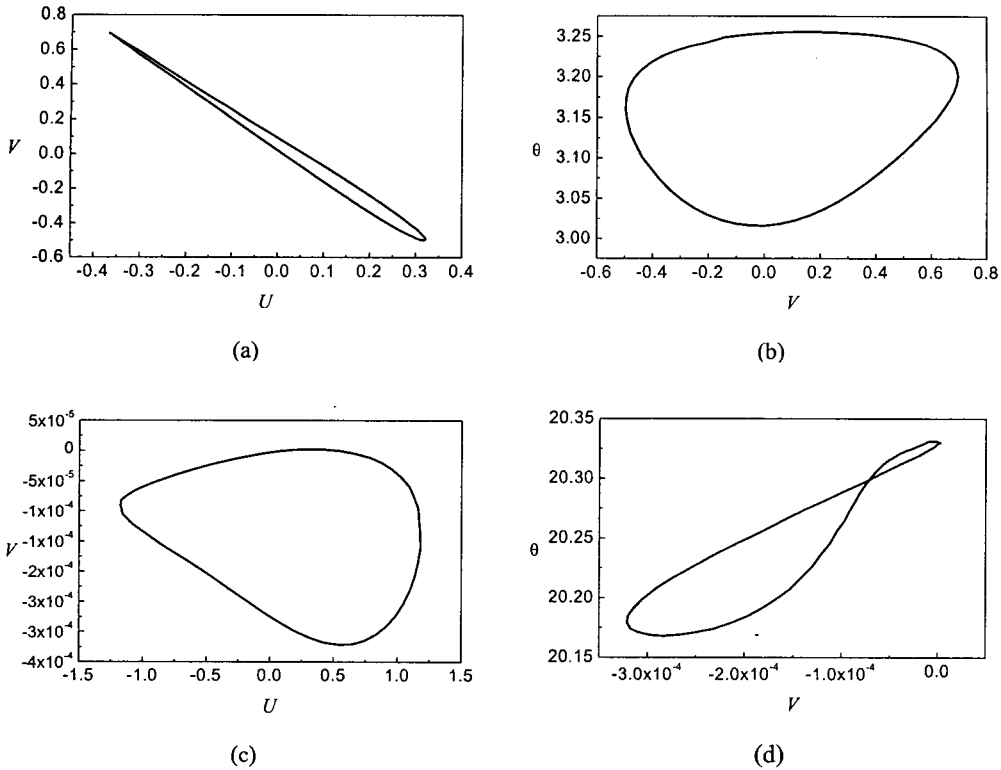 0.8
0.6
0.4
0.2
0.0
-0.2
-0.4
-0.6
V
-0.4 -0.3 -0.2 -0.1 0.0 0.1 0.2 0.3 0.4
U
(a)
3.25
3.20
3.15
3.10
3.05
3.00
θ
-0.6 -0.4 -0.2 0.0 0.2 0.4 0.6 0.8
V
(b)
5x10⁻⁵
0
-5x10⁻⁵
-1x10⁻⁴
-1x10⁻⁴
-2x10⁻⁴
-3x10⁻⁴
-3x10⁻⁴
-4x10⁻⁴
V
-1.5 -1.0 -0.5 0.0 0.5 1.0 1.5
U
(c)
20.35
20.30
20.25
20.20
20.15
θ
-3.0x10⁻⁴ -2.0x10⁻⁴ -1.0x10⁻⁴ 0.0
V
(d)